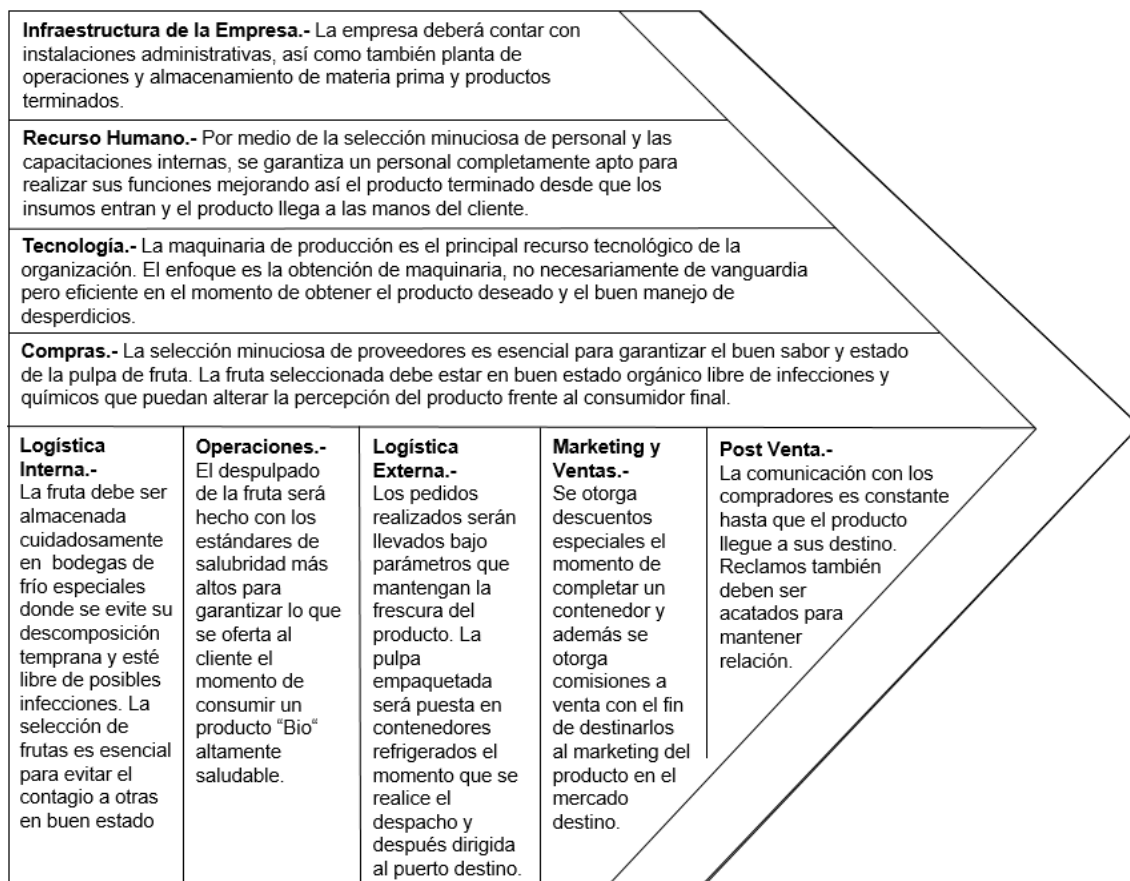 Infraestructura de la Empresa.- La empresa deberá contar con
instalaciones administrativas, así como también planta de
operaciones y almacenamiento de materia prima y productos
terminados.
Recurso Humano.- Por medio de la selección minuciosa de personal y las
capacitaciones internas, se garantiza un personal completamente apto para
realizar sus funciones mejorando así el producto terminado desde que los
insumos entran y el producto llega a las manos del cliente.
Tecnología.- La maquinaria de producción es el principal recurso tecnológico de la
organización. El enfoque es la obtención de maquinaria, no necesariamente de vanguardia
pero eficiente en el momento de obtener el producto deseado y el buen manejo de
desperdicios.
Compras.- La selección minuciosa de proveedores es esencial para garantizar el buen sabor y estado
de la pulpa de fruta. La fruta seleccionada debe estar en buen estado orgánico libre de infecciones y
químicos que puedan alterar la percepción del producto frente al consumidor final.
Logística
Interna.-
La fruta debe ser
almacenada
cuidadosamente
en bodegas de
frío especiales
donde se evite su
descomposición
temprana y esté
libre de posibles
infecciones. La
selección de
frutas es esencial
para evitar el
contagio a otras
en buen estado
Operaciones.-
El despulpado
de la fruta será
hecho con los
estándares de
salubridad más
altos para
garantizar lo que
se oferta al
cliente el
momento de
consumir un
producto “Bio“
altamente
saludable.
Logística
Externa.-
Los pedidos
realizados serán
llevados bajo
parámetros que
mantengan la
frescura del
producto. La
pulpa
empaquetada
será puesta en
contenedores
refrigerados el
momento que se
realice el
despacho y
después dirigida
al puerto destino.
Marketing y
Ventas.-
Se otorga
descuentos
especiales el
momento de
completar un
contenedor y
además se
otorga
comisiones a
venta con el fin
de destinarlos
al marketing del
producto en el
mercado
destino.
Post Venta.-
La comunicación con los
compradores es constante
hasta que el producto
llegue a sus destino.
Reclamos también
deben ser
acatados para
mantener
relación.